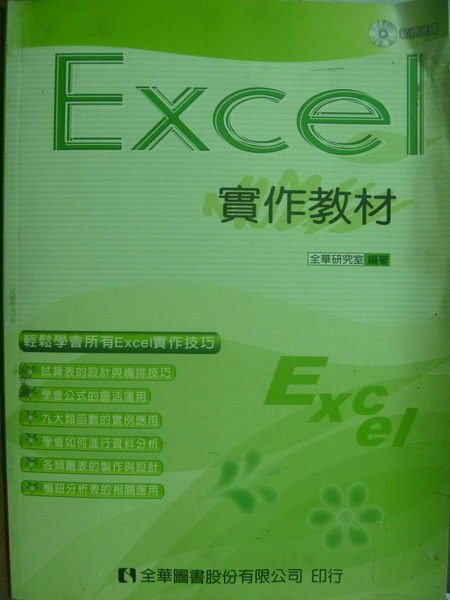 Excel
實作教材
全華研究室 編著
輕鬆學會所有Excel實作技巧
試算表的設計與編排技巧
學會公式的靈活運用
九大類函數的實例應用
學會如何進行資料分析
各類圖表的製作與設計
樞鈕分析表的相關應用
Excel
全華圖書股份有限公司 印行